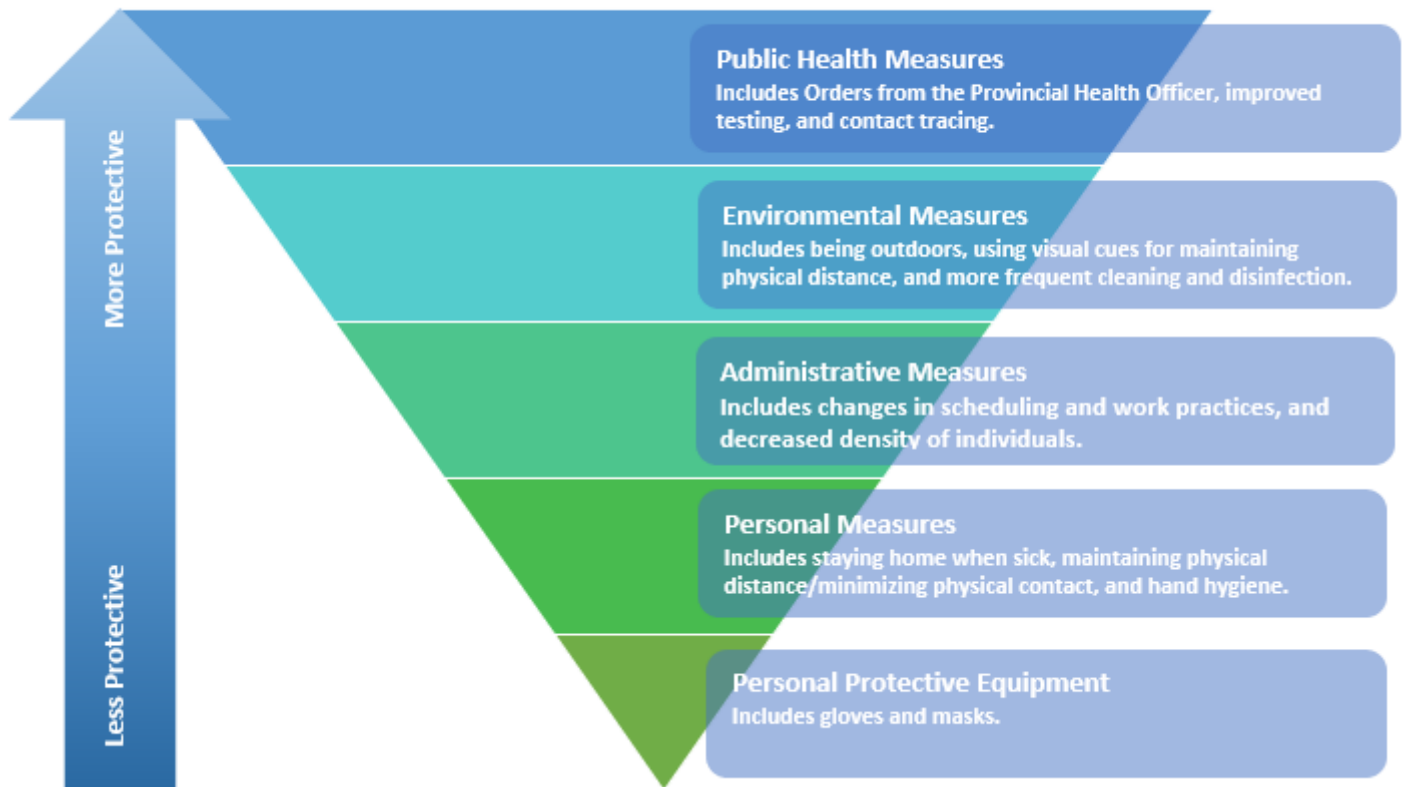 More Protective
Less Protective
Public Health Measures
Includes Orders from the Provincial Health Officer, improved
testing, and contact tracing.
Environmental Measures
Includes being outdoors, using visual cues for maintaining
physical distance, and more frequent cleaning and disinfection.
Administrative Measures
Includes changes in scheduling and work practices, and
decreased density of individuals.
Personal Measures
Includes staying home when sick, maintaining physical
distance/minimizing physical contact, and hand hygiene.
Personal Protective Equipment
Includes gloves and masks.